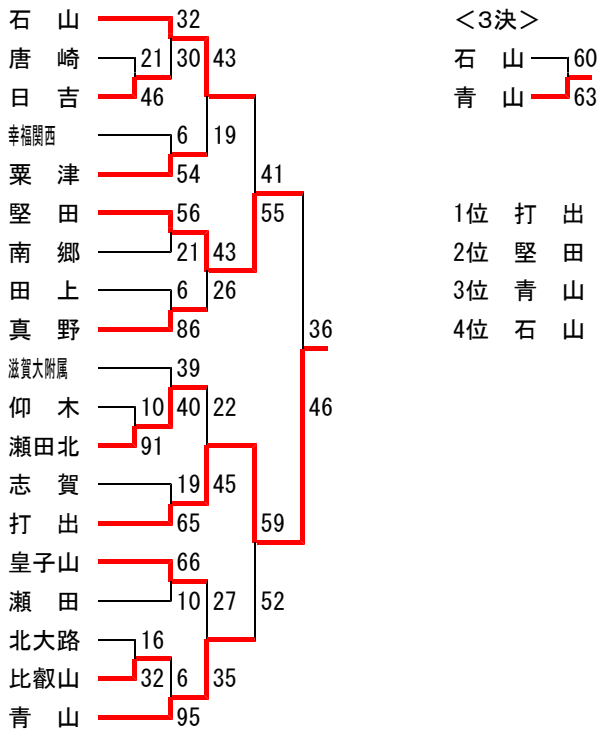 石 山 32 <3決>
唐 崎 21 30 43 石 山 60
日 吉 46 青 山 63
幸福関西 6 19
粟 津 54 41
堅 田 56 55 1位 打 出
南 郷 21 43 2位 堅 田
田 上 6 26 3位 青 山
真 野 86 36 4位 石 山
滋賀大附属 39
仰 木 10 40 22 46
瀬田北 91
志 賀 19 45
打 出 65 59
皇子山 66
瀬 田 10 27 52
北大路 16
比叡山 32 6 35
青 山 95